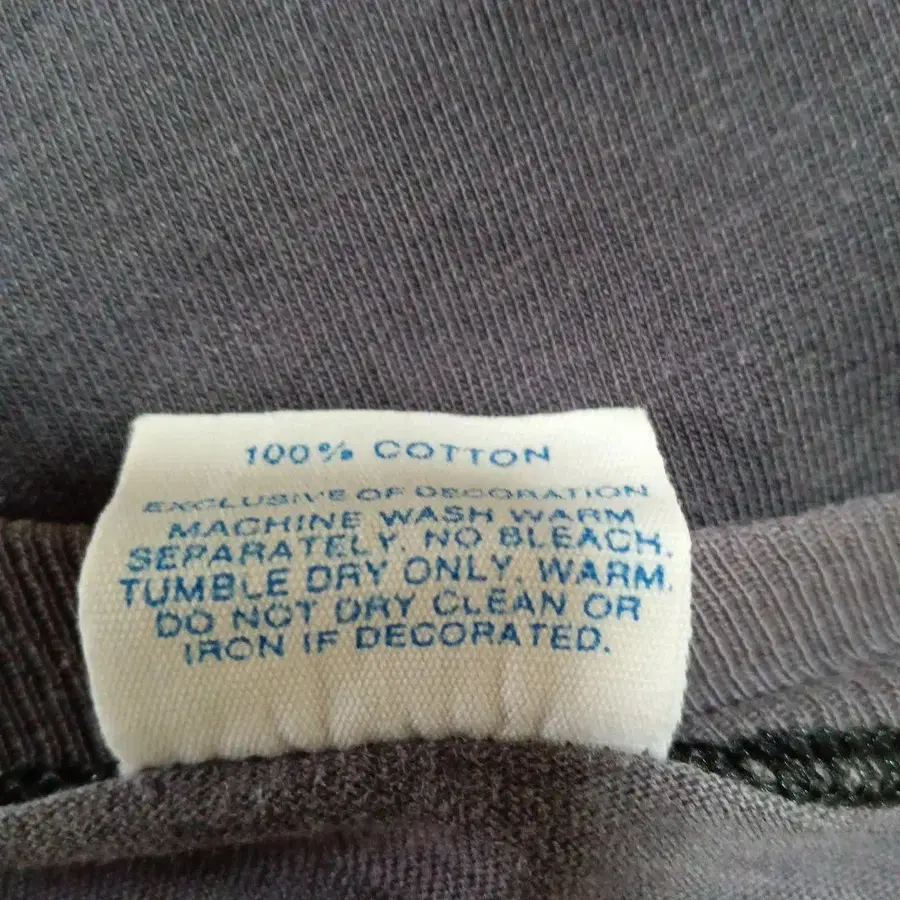 100% COTTON
EXCLUSIVE OF DECORATION
MACHINE WASH WARM
SEPARATELY. NO BLEACH.
TUMBLE DRY ONLY. WARM.
DO NOT DRY CLEAN OR
IRON IF DECORATED.